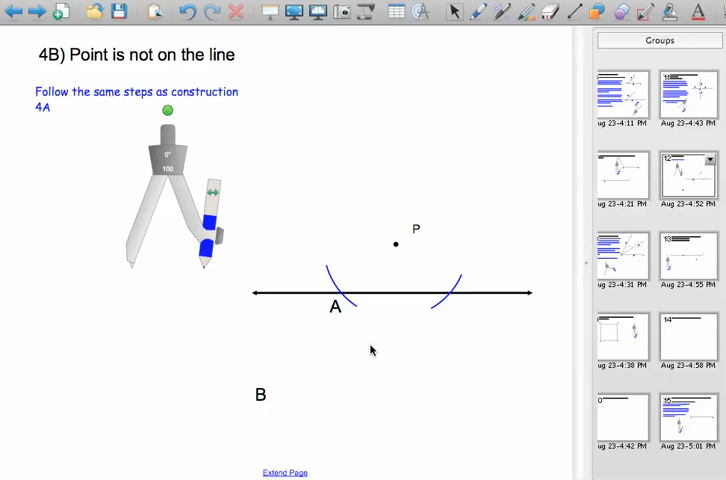 4B) Point is not on the line
Groups
Follow the same steps as construction
4A
0°
100
P
A
B
Extend Page
11
ug 23-4:11 PM
Aug 23-4:43 PM
12
ug 23-4:21 PM
Aug 23-4:52 PM
13
ug 23-4:31 PM
Aug 23-4:55 PM
14
ug 23-4:38 PM
Aug 23-4:58 PM
0
15
ug 23-4:42 PM
Aug 23-5:01 PM